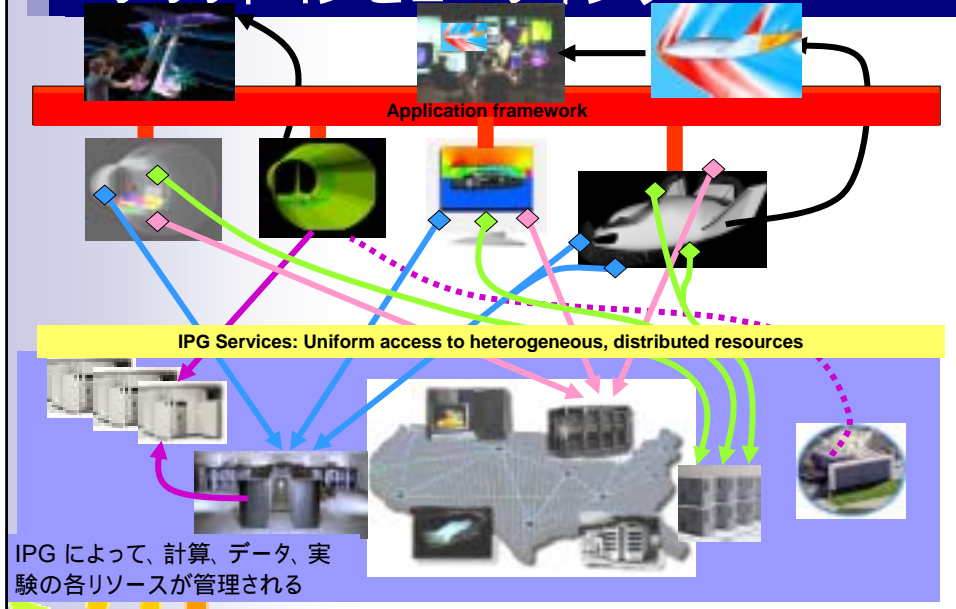 Application framework
IPG Services: Uniform access to heterogeneous, distributed resources
IPG によって、計算、データ、実
験の各リソースが管理される